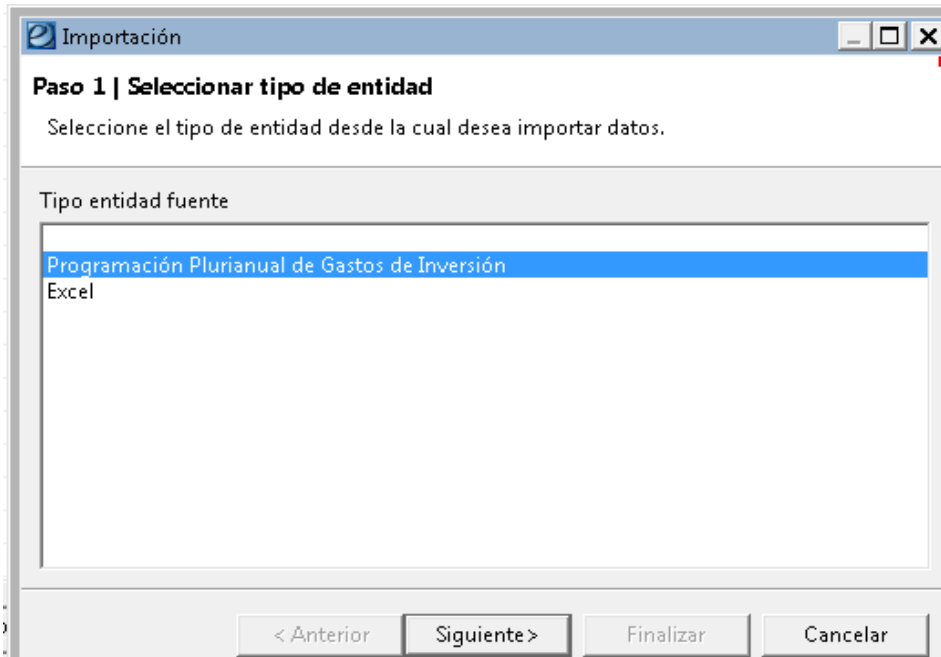 Importación
Paso 1 | Seleccionar tipo de entidad
Seleccione el tipo de entidad desde la cual desea importar datos.
Tipo entidad fuente
Programación Plurianual de Gastos de Inversión
Excel
< Anterior
Siguiente>
Finalizar
Cancelar